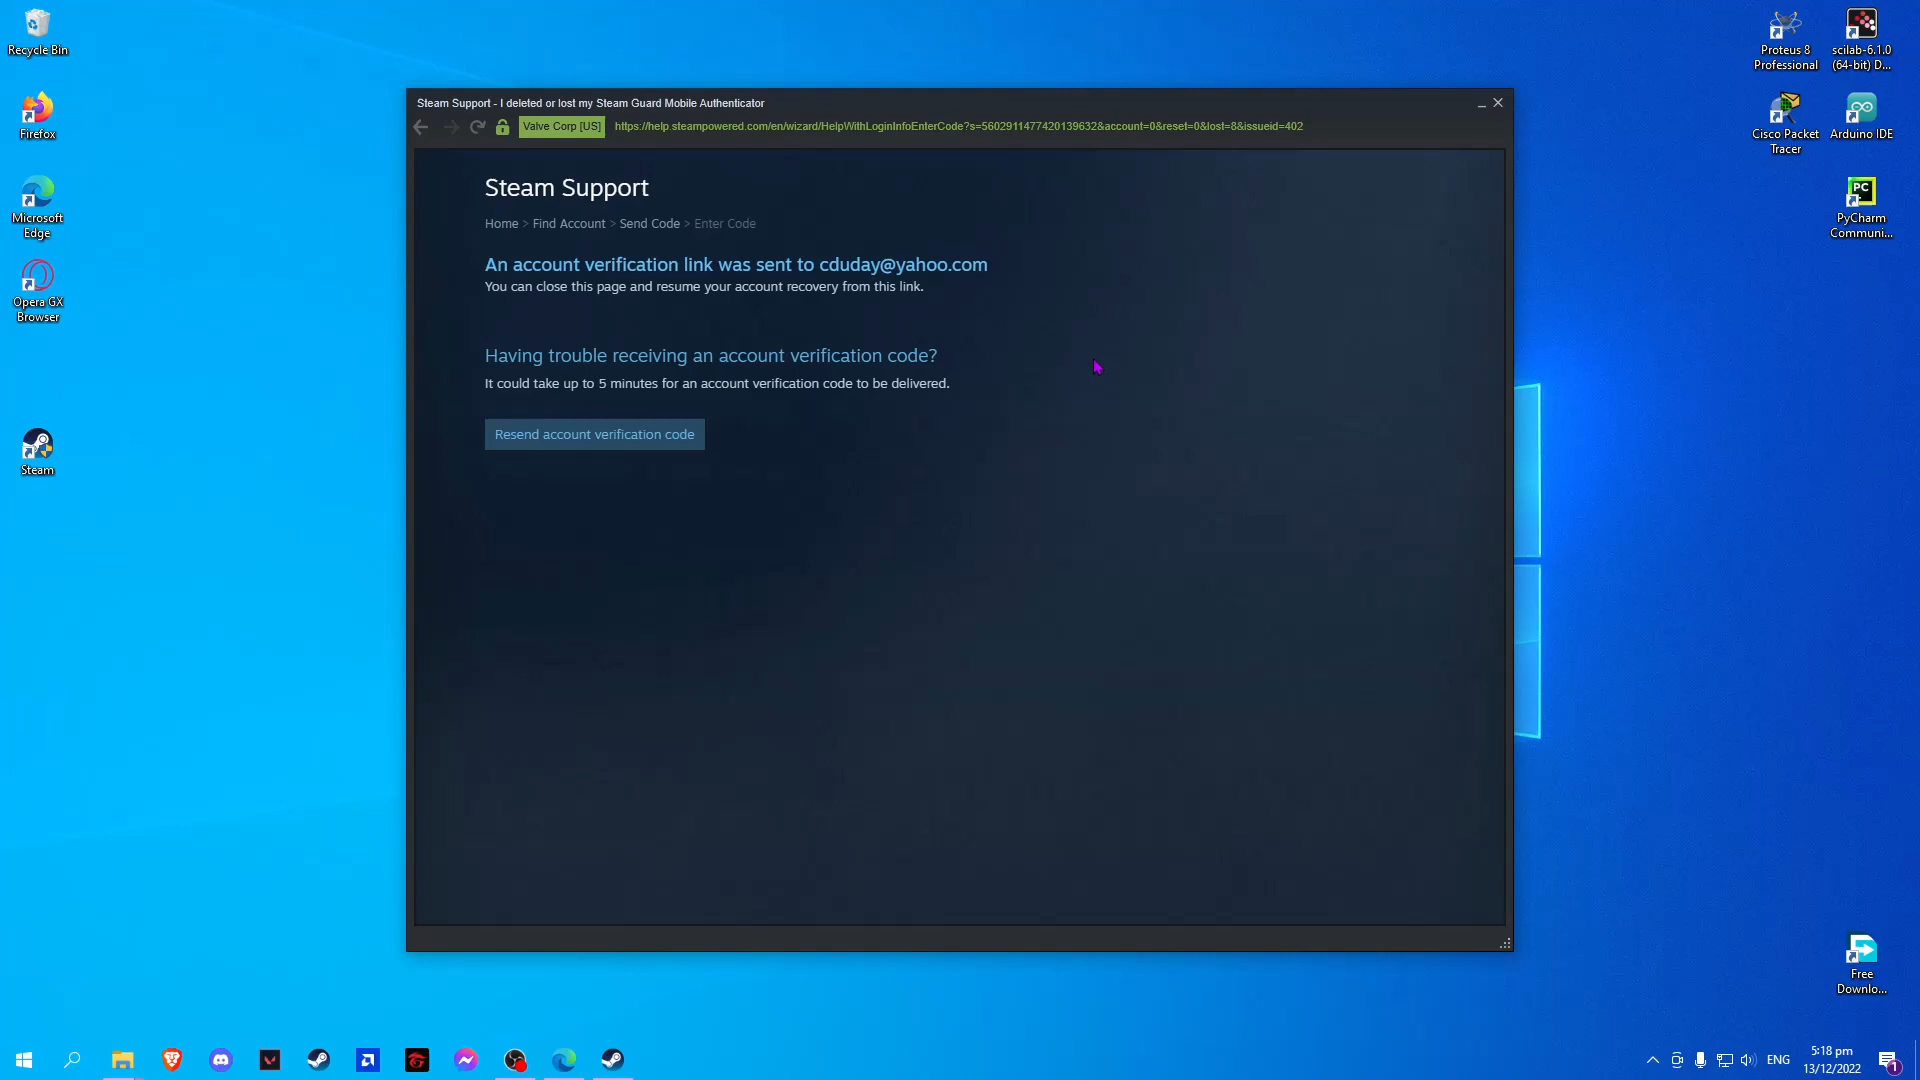 Recycle Bin
Firefox
Microsoft
Edge
Opera GX
Browser
Steam
Steam Support - I deleted or lost my Steam Guard Mobile Authenticator
Valve Corp [US]
https://help.steampowered.com/en/wizard/HelpWithLoginInfoEnterCode?s=5602911477420139632&account=0&reset=0&lost=8&issueid=402
Steam Support
Home > Find Account > Send Code > Enter Code
An account verification link was sent to cduday@yahoo.com
You can close this page and resume your account recovery from this link.
Having trouble receiving an account verification code?
It could take up to 5 minutes for an account verification code to be delivered.
Resend account verification code
Proteus 8
Professional
scilab-6.1.0
(64-bit) D...
Cisco Packet
Tracer
Arduino IDE
PC
PyCharm
Communi...
Free
Downlo...
ENG
5:18 pm
13/12/2022
1